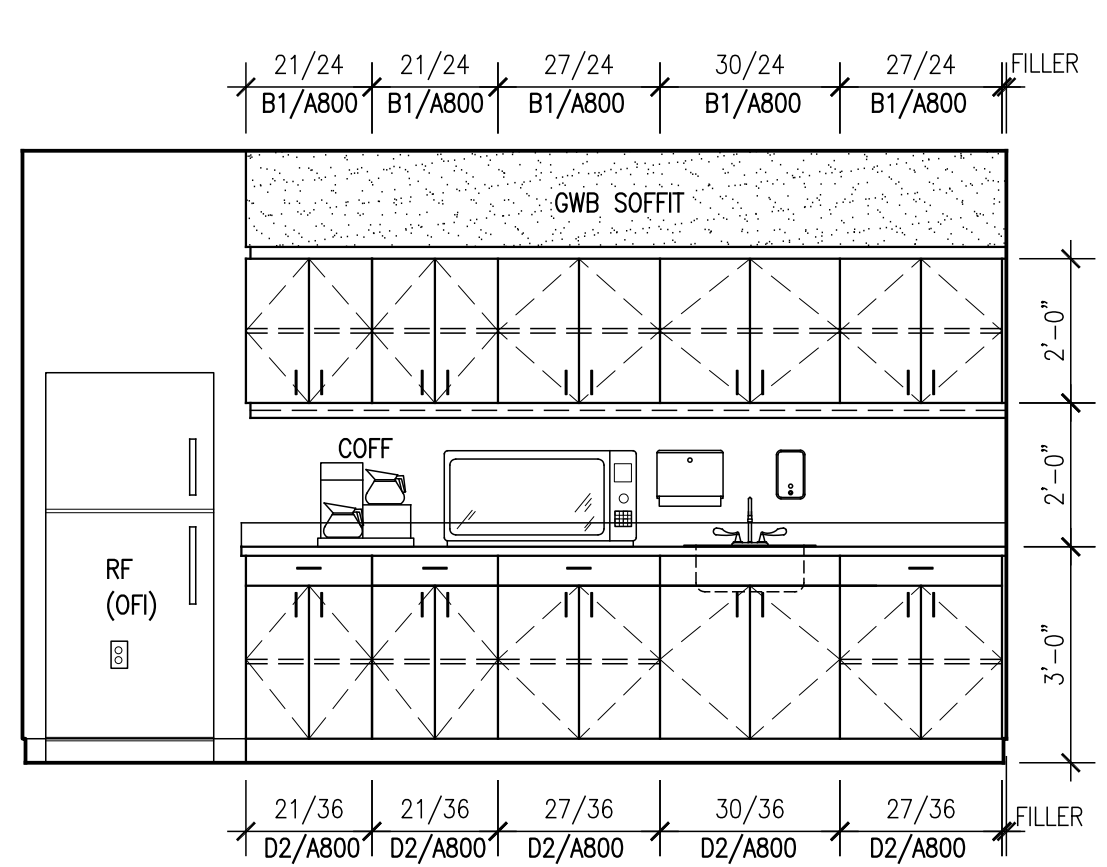 21/24 21/24 27/24 30/24 27/24 FILLER
B1/A800 B1/A800 B1/A800 B1/A800 B1/A800
GWB SOFFIT
2'-0"
COFF
2'-0"
RF
(OFI)
3'-0"
21/36 21/36 27/36 30/36 27/36 FILLER
D2/A800 D2/A800 D2/A800 D2/A800 D2/A800